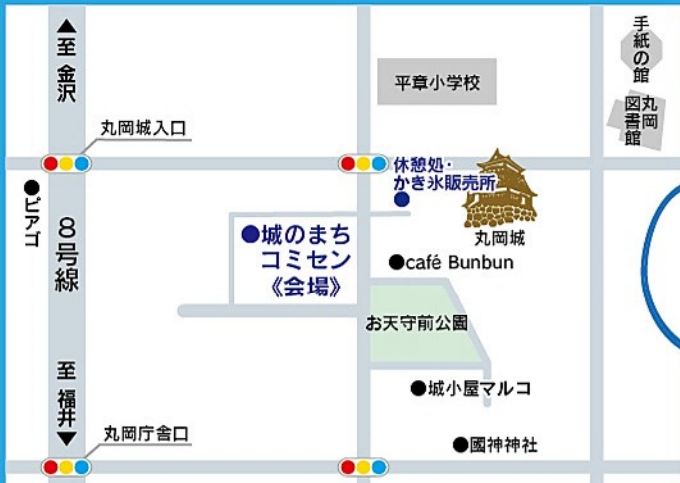 ▲至 金沢
丸岡城入口
平章小学校
手紙の館
丸岡
図書館
休憩処・
かき氷販売所
丸岡城
●ピアゴ
8号線
●城のまち
コミセン
《会場》
●café Bunbun
お天守前公園
●城小屋マルコ
至 福井▼
丸岡庁舎口
●國神神社